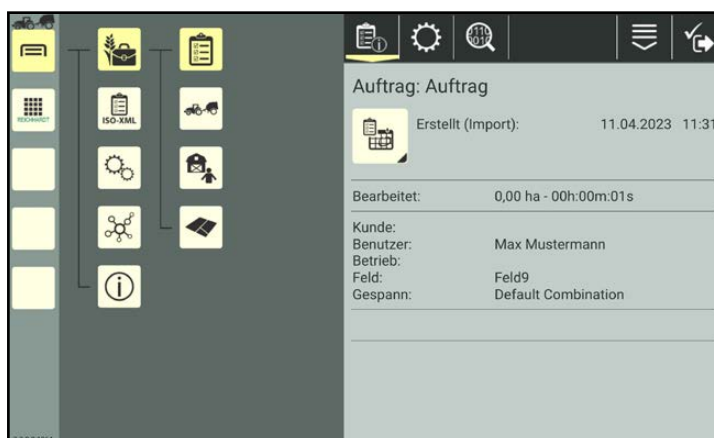 REICHHARDT
ISO-XML
Auftrag: Auftrag
Erstellt (Import): 11.04.2023 11:31
Bearbeitet: 0,00 ha - 00h:00m:01s
Kunde:
Benutzer: Max Mustermann
Betrieb:
Feld: Feld9
Gespann: Default Combination